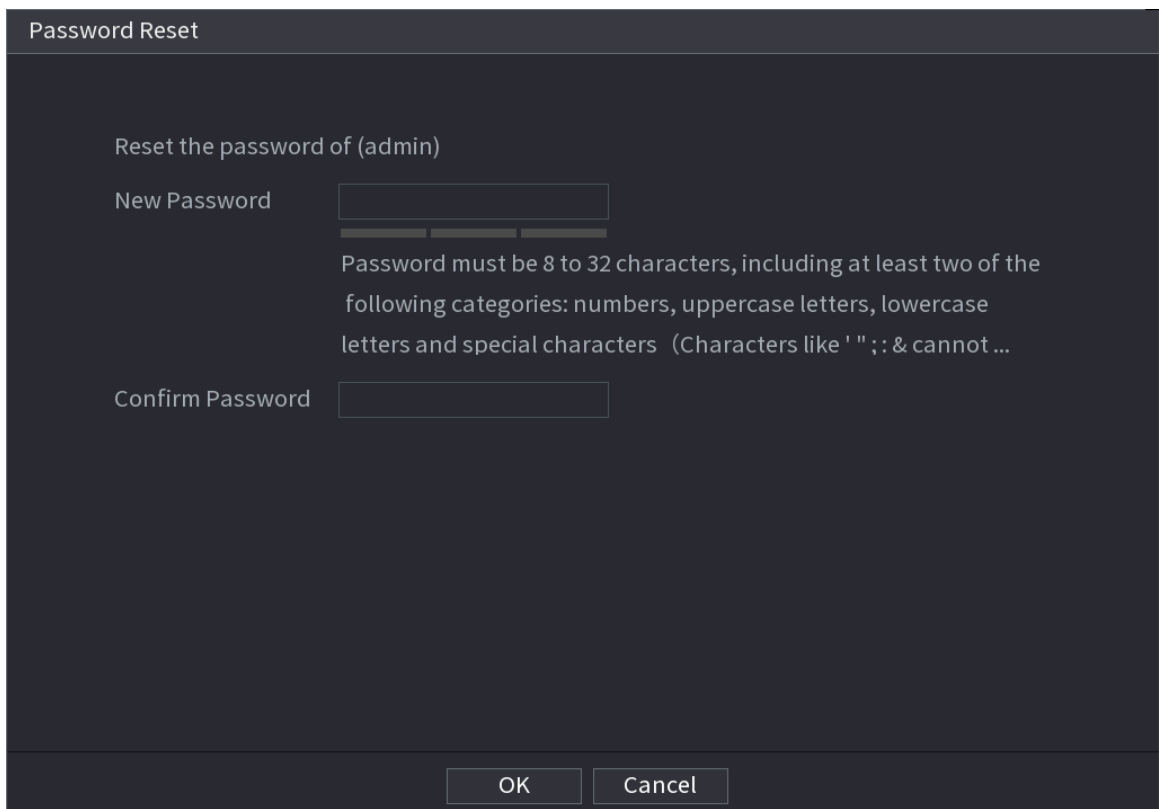 Password Reset
Reset the password of (admin)
New Password
Password must be 8 to 32 characters, including at least two of the
following categories: numbers, uppercase letters, lowercase
letters and special characters（Characters like ' " ; : & cannot ...
Confirm Password
OK Cancel